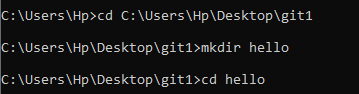 C:\Users\Hp>cd C:\Users\Hp\Desktop\git1
C:\Users\Hp\Desktop\git1>mkdir hello
C:\Users\Hp\Desktop\git1>cd hello